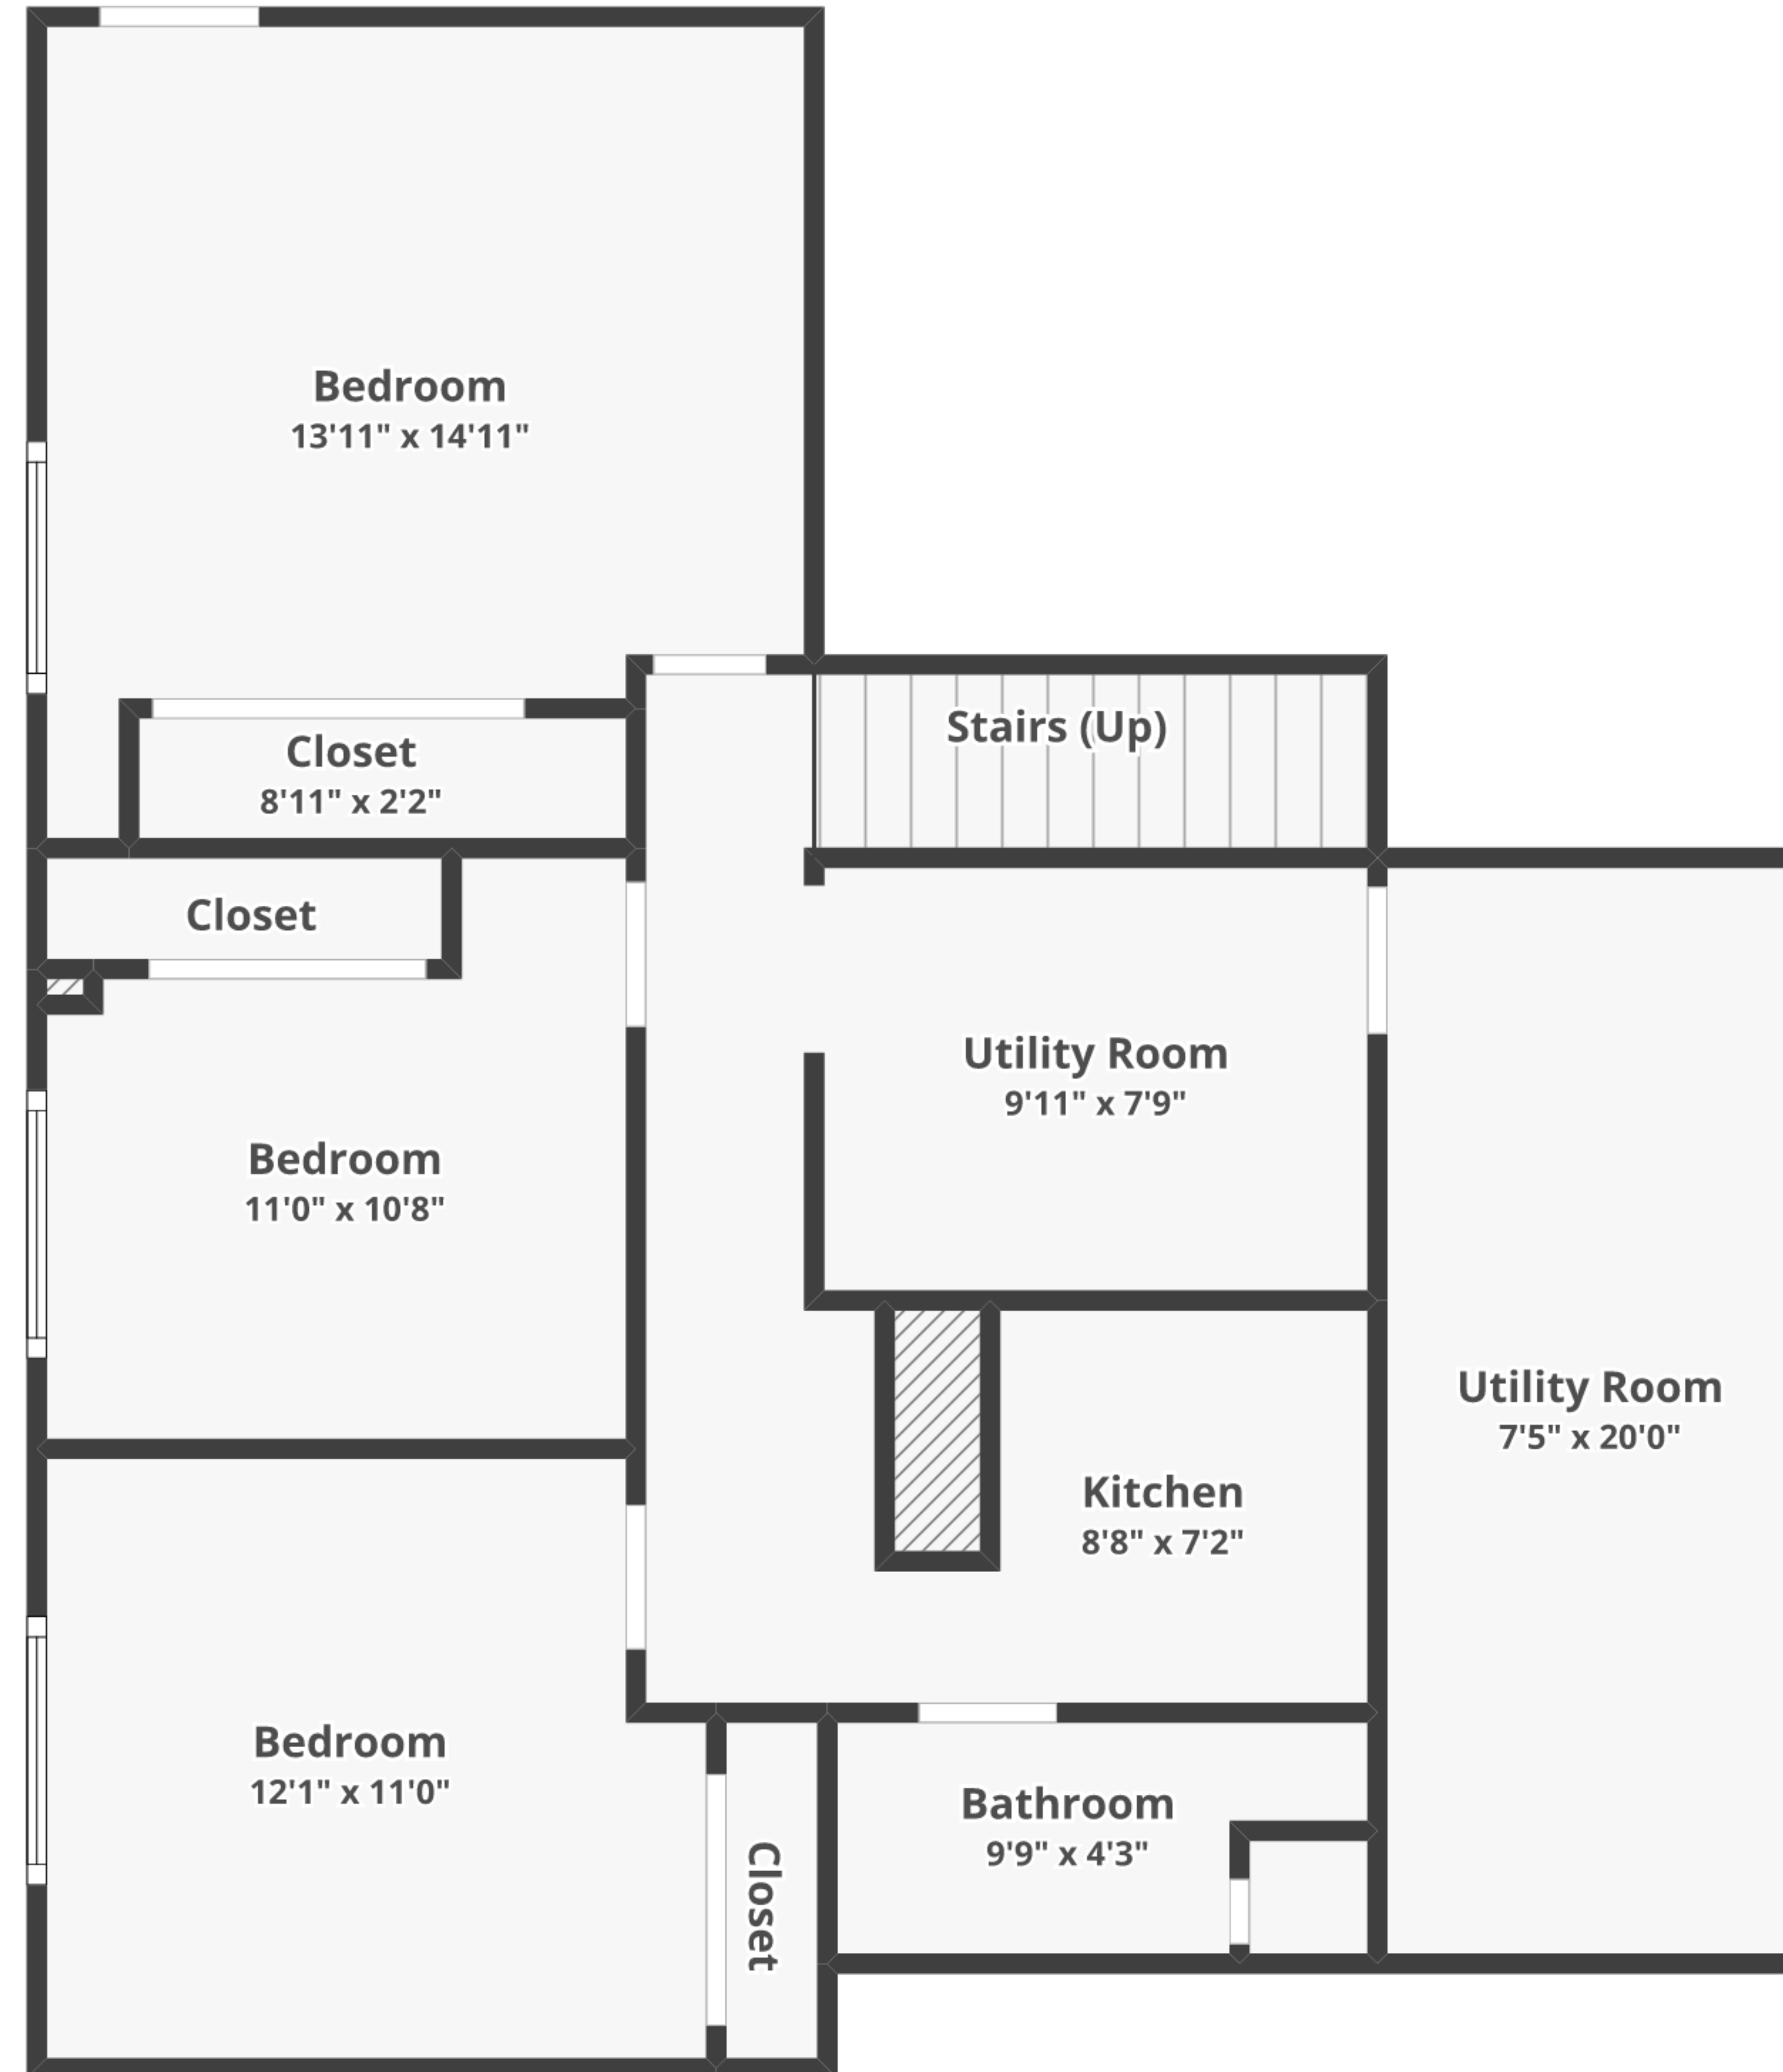 Bedroom
13'11" x 14'11"
Stairs (Up)
Closet
8'11" x 2'2"
Closet
Utility Room
9'11" x 7'9"
Bedroom
11'0" x 10'8"
Utility Room
7'5" x 20'0"
Kitchen
8'8" x 7'2"
Bedroom
12'1" x 11'0"
Bathroom
9'9" x 4'3"
Closet